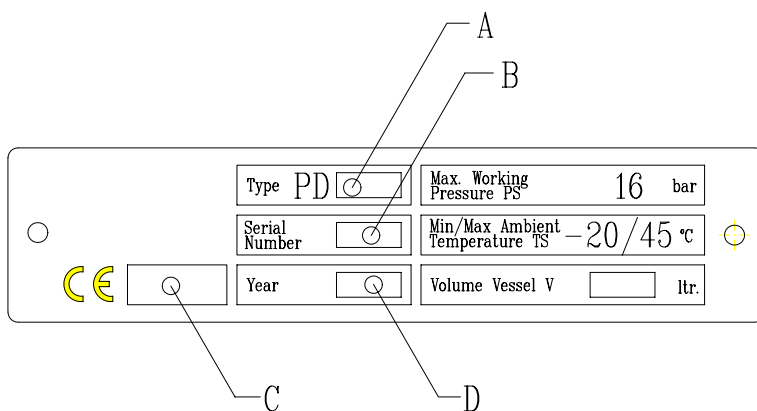 A
B
Type PD
Max. Working
Pressure PS 16 bar
Serial
Number
Min/Max Ambient
Temperature TS -20/45 °C
CE
Year
Volume Vessel V ltr.
C
D